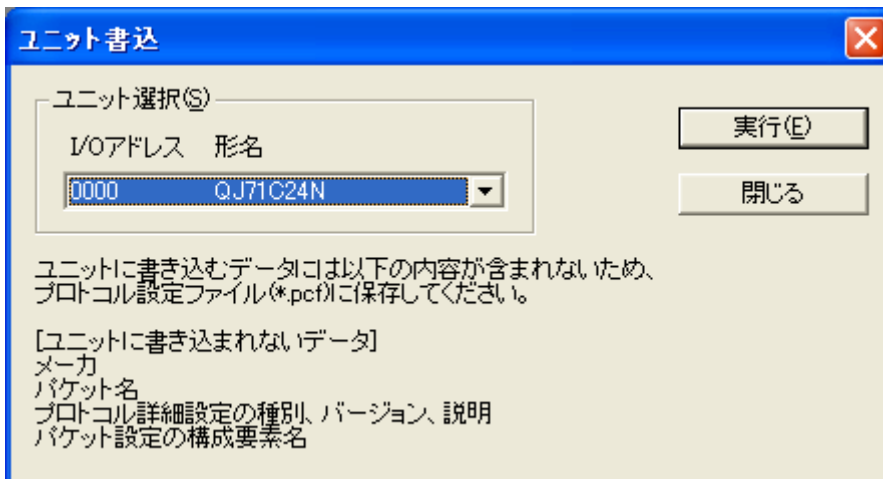 ユニット書込
ユニット選択(S)
I/Oアドレス 形名
0000 QJ71C24N
実行(E)
閉じる
ユニットに書き込むデータには以下の内容が含まれないため、
プロトコル設定ファイル(*.pcf)に保存してください。
[ユニットに書き込まれないデータ]
メーカ
パケット名
プロトコル詳細設定の種別、バージョン、説明
パケット設定の構成要素名